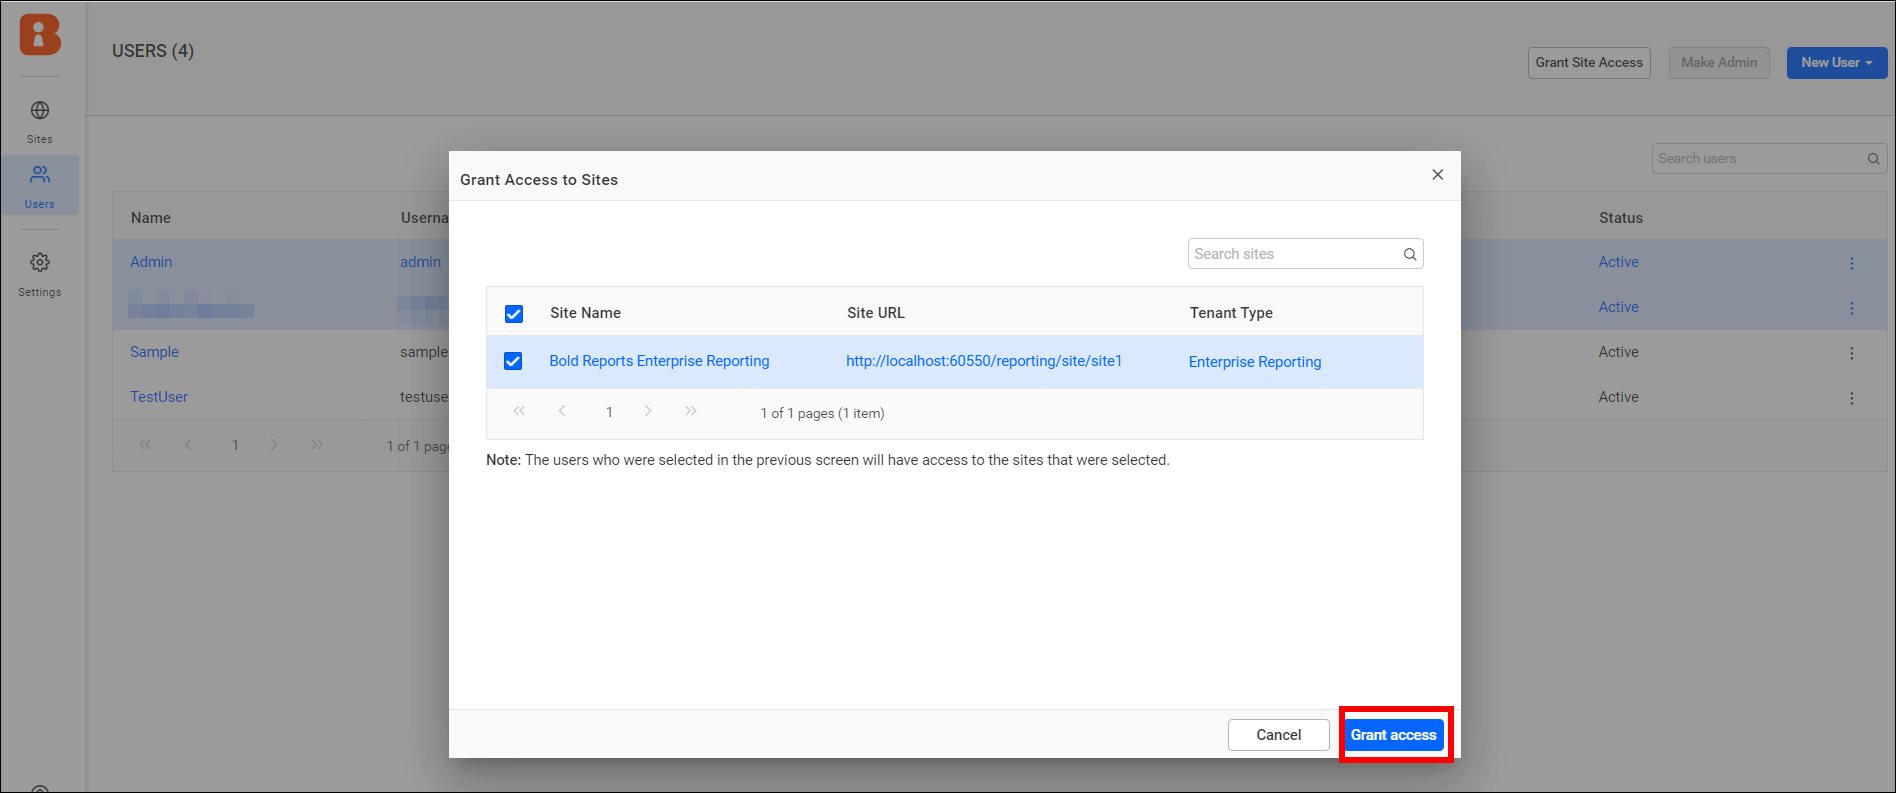 USERS (4)
Grant Site Access
Make Admin
New User
Sites
Users
Settings
Search users
Name
Userna
Status
Admin
admin
Active
Active
Sample
sample
Active
TestUser
testuse
Active
1
1 of 1 page
Grant Access to Sites
Search sites
Site Name
Site URL
Tenant Type
Bold Reports Enterprise Reporting
http://localhost:60550/reporting/site/site1
Enterprise Reporting
1
1 of 1 pages (1 item)
Note: The users who were selected in the previous screen will have access to the sites that were selected.
Cancel
Grant access